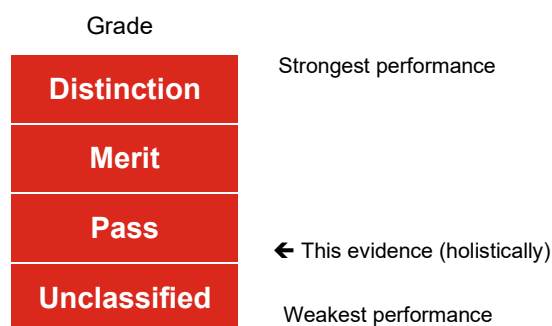 Grade
Distinction
Strongest performance
Merit
Pass
🡸 This evidence (holistically)
Unclassified
Weakest performance